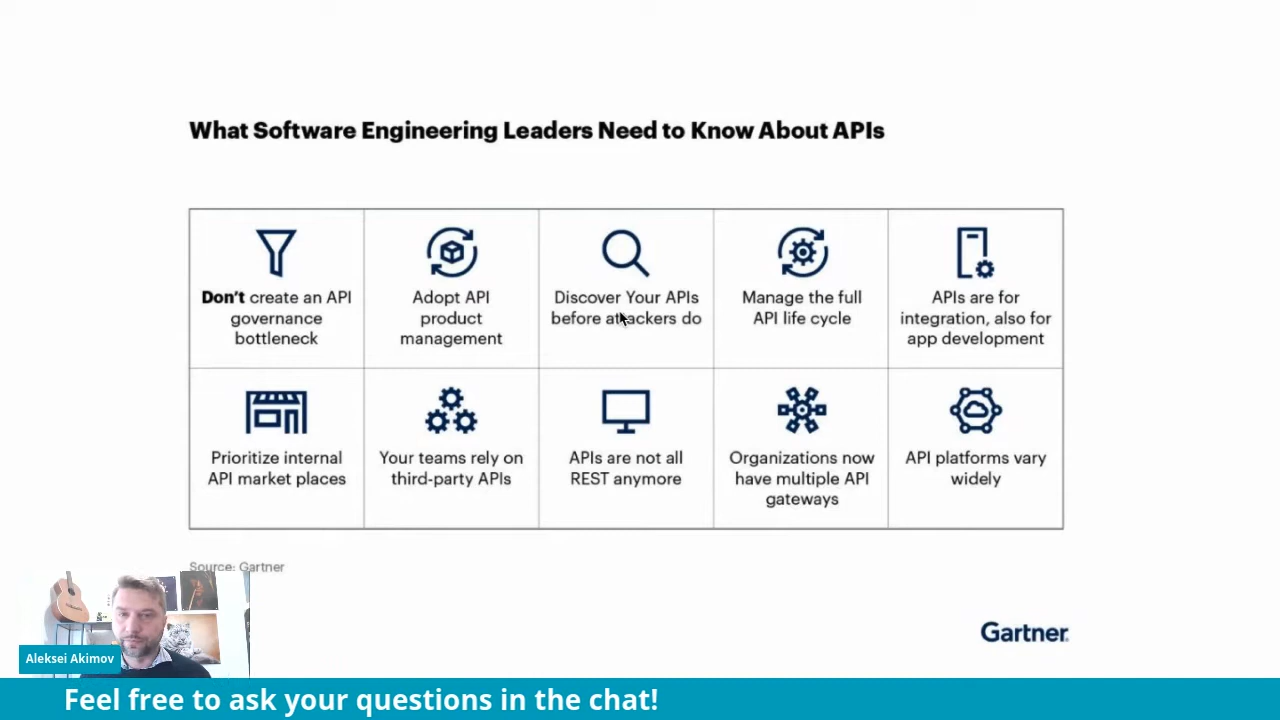 What Software Engineering Leaders Need to Know About APIs
Don't create an API
governance
bottleneck
Adopt API
product
management
Discover Your APIs
before attackers do
Manage the full
API life cycle
APIs are for
integration, also for
app development
Prioritize internal
API market places
Your teams rely on
third-party APIs
APIs are not all
REST anymore
Organizations now
have multiple API
gateways
API platforms vary
widely
Source: Gartner
Gartner
Aleksei Akimov
Feel free to ask your questions in the chat!